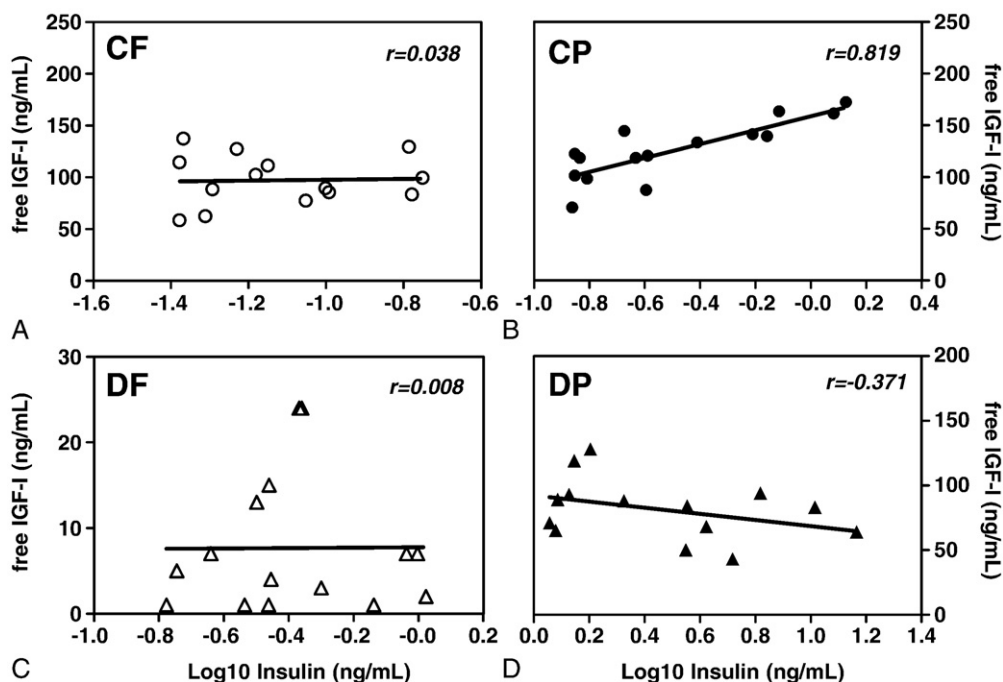 CF
r=0.038
free IGF-I (ng/mL)
250
200
150
100
50
0
-1.6
-1.4
-1.2
-1.0
-0.8
-0.6
A
CP
r=0.819
free IGF-I (ng/mL)
250
200
150
100
50
0
-1.0
-0.8
-0.6
-0.4
-0.2
-0.0
0.2
0.4
B
DF
r=0.008
free IGF-I (ng/mL)
30
20
10
0
-1.0
-0.8
-0.6
-0.4
-0.2
-0.0
0.2
C
Log10 Insulin (ng/mL)
DP
r=-0.371
free IGF-I (ng/mL)
200
150
100
50
0
0.0
0.2
0.4
0.6
0.8
1.0
1.2
1.4
D
Log10 Insulin (ng/mL)